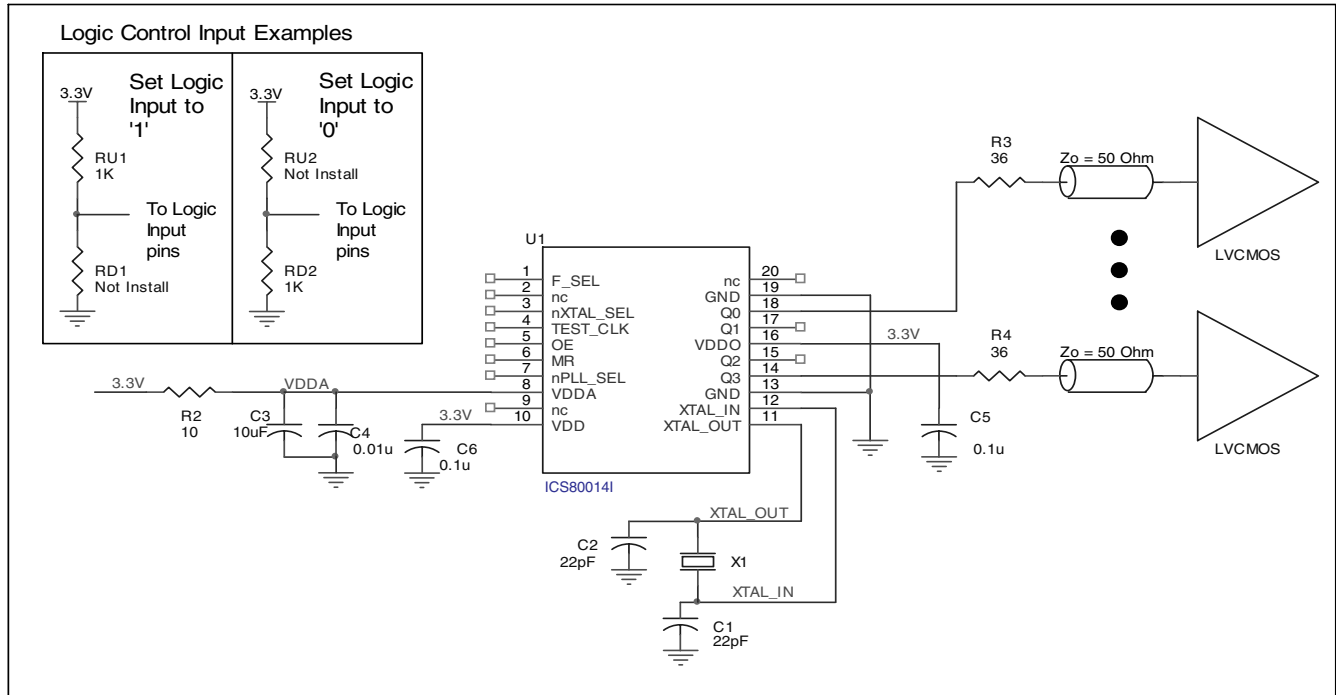 Logic Control Input Examples
Set Logic
Input to
'1'
3.3V
RU1
1K
To Logic
Input
pins
RD1
Not Install
Set Logic
Input to
'0'
3.3V
RU2
Not Install
To Logic
Input
pins
RD2
1K
U1
1
F_SEL
2
nc
3
nXTAL_SEL
4
TEST_CLK
5
OE
6
MR
7
nPLL_SEL
8
VDDA
9
nc
10
VDD
20
nc
19
GND
18
Q0
17
Q1
16
VDDO
15
Q2
14
Q3
13
GND
12
XTAL_IN
11
XTAL_OUT
ICS80014I
3.3V
R2
10
VDDA
C3
10uF
C4
0.01u
3.3V
C6
0.1u
3.3V
C5
0.1u
R3
36
Zo = 50 Ohm
LVCMOS
R4
36
Zo = 50 Ohm
LVCMOS
XTAL_OUT
C2
22pF
X1
XTAL_IN
C1
22pF